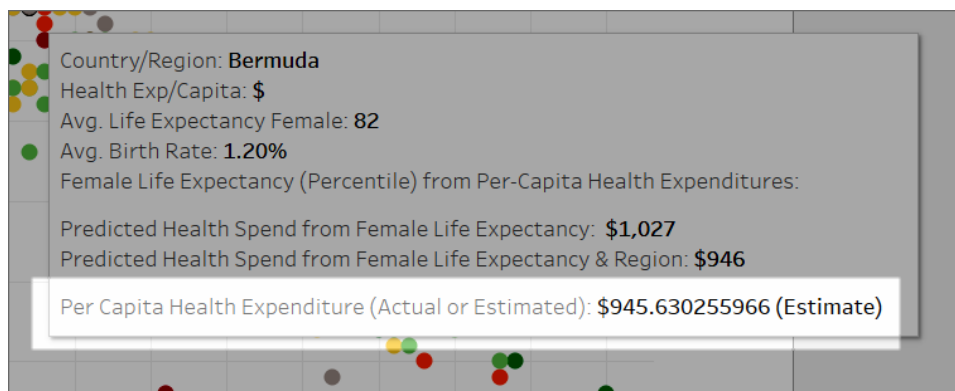 Country/Region: Bermuda
Health Exp/Capita: $
Avg. Life Expectancy Female: 82
Avg. Birth Rate: 1.20%
Female Life Expectancy (Percentile) from Per-Capita Health Expenditures:
Predicted Health Spend from Female Life Expectancy: $1,027
Predicted Health Spend from Female Life Expectancy & Region: $946
Per Capita Health Expenditure (Actual or Estimated): $945.630255966 (Estimate)